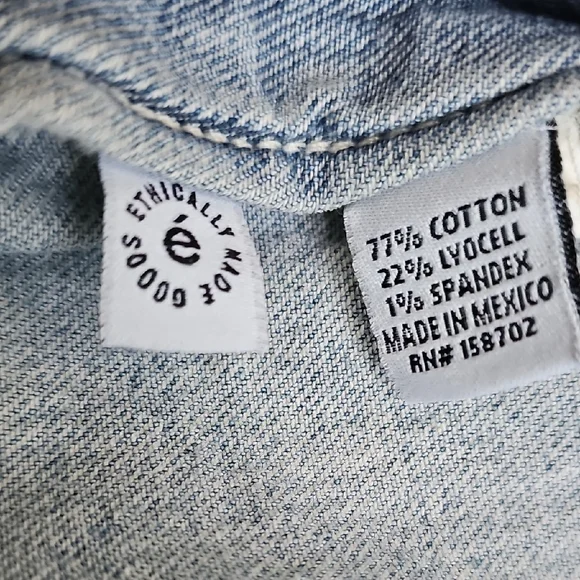 ETHICALLY MADE GOODS
é
77% COTTON
22% LYOCELL
1% SPANDEX
MADE IN MEXICO
RN# 158702